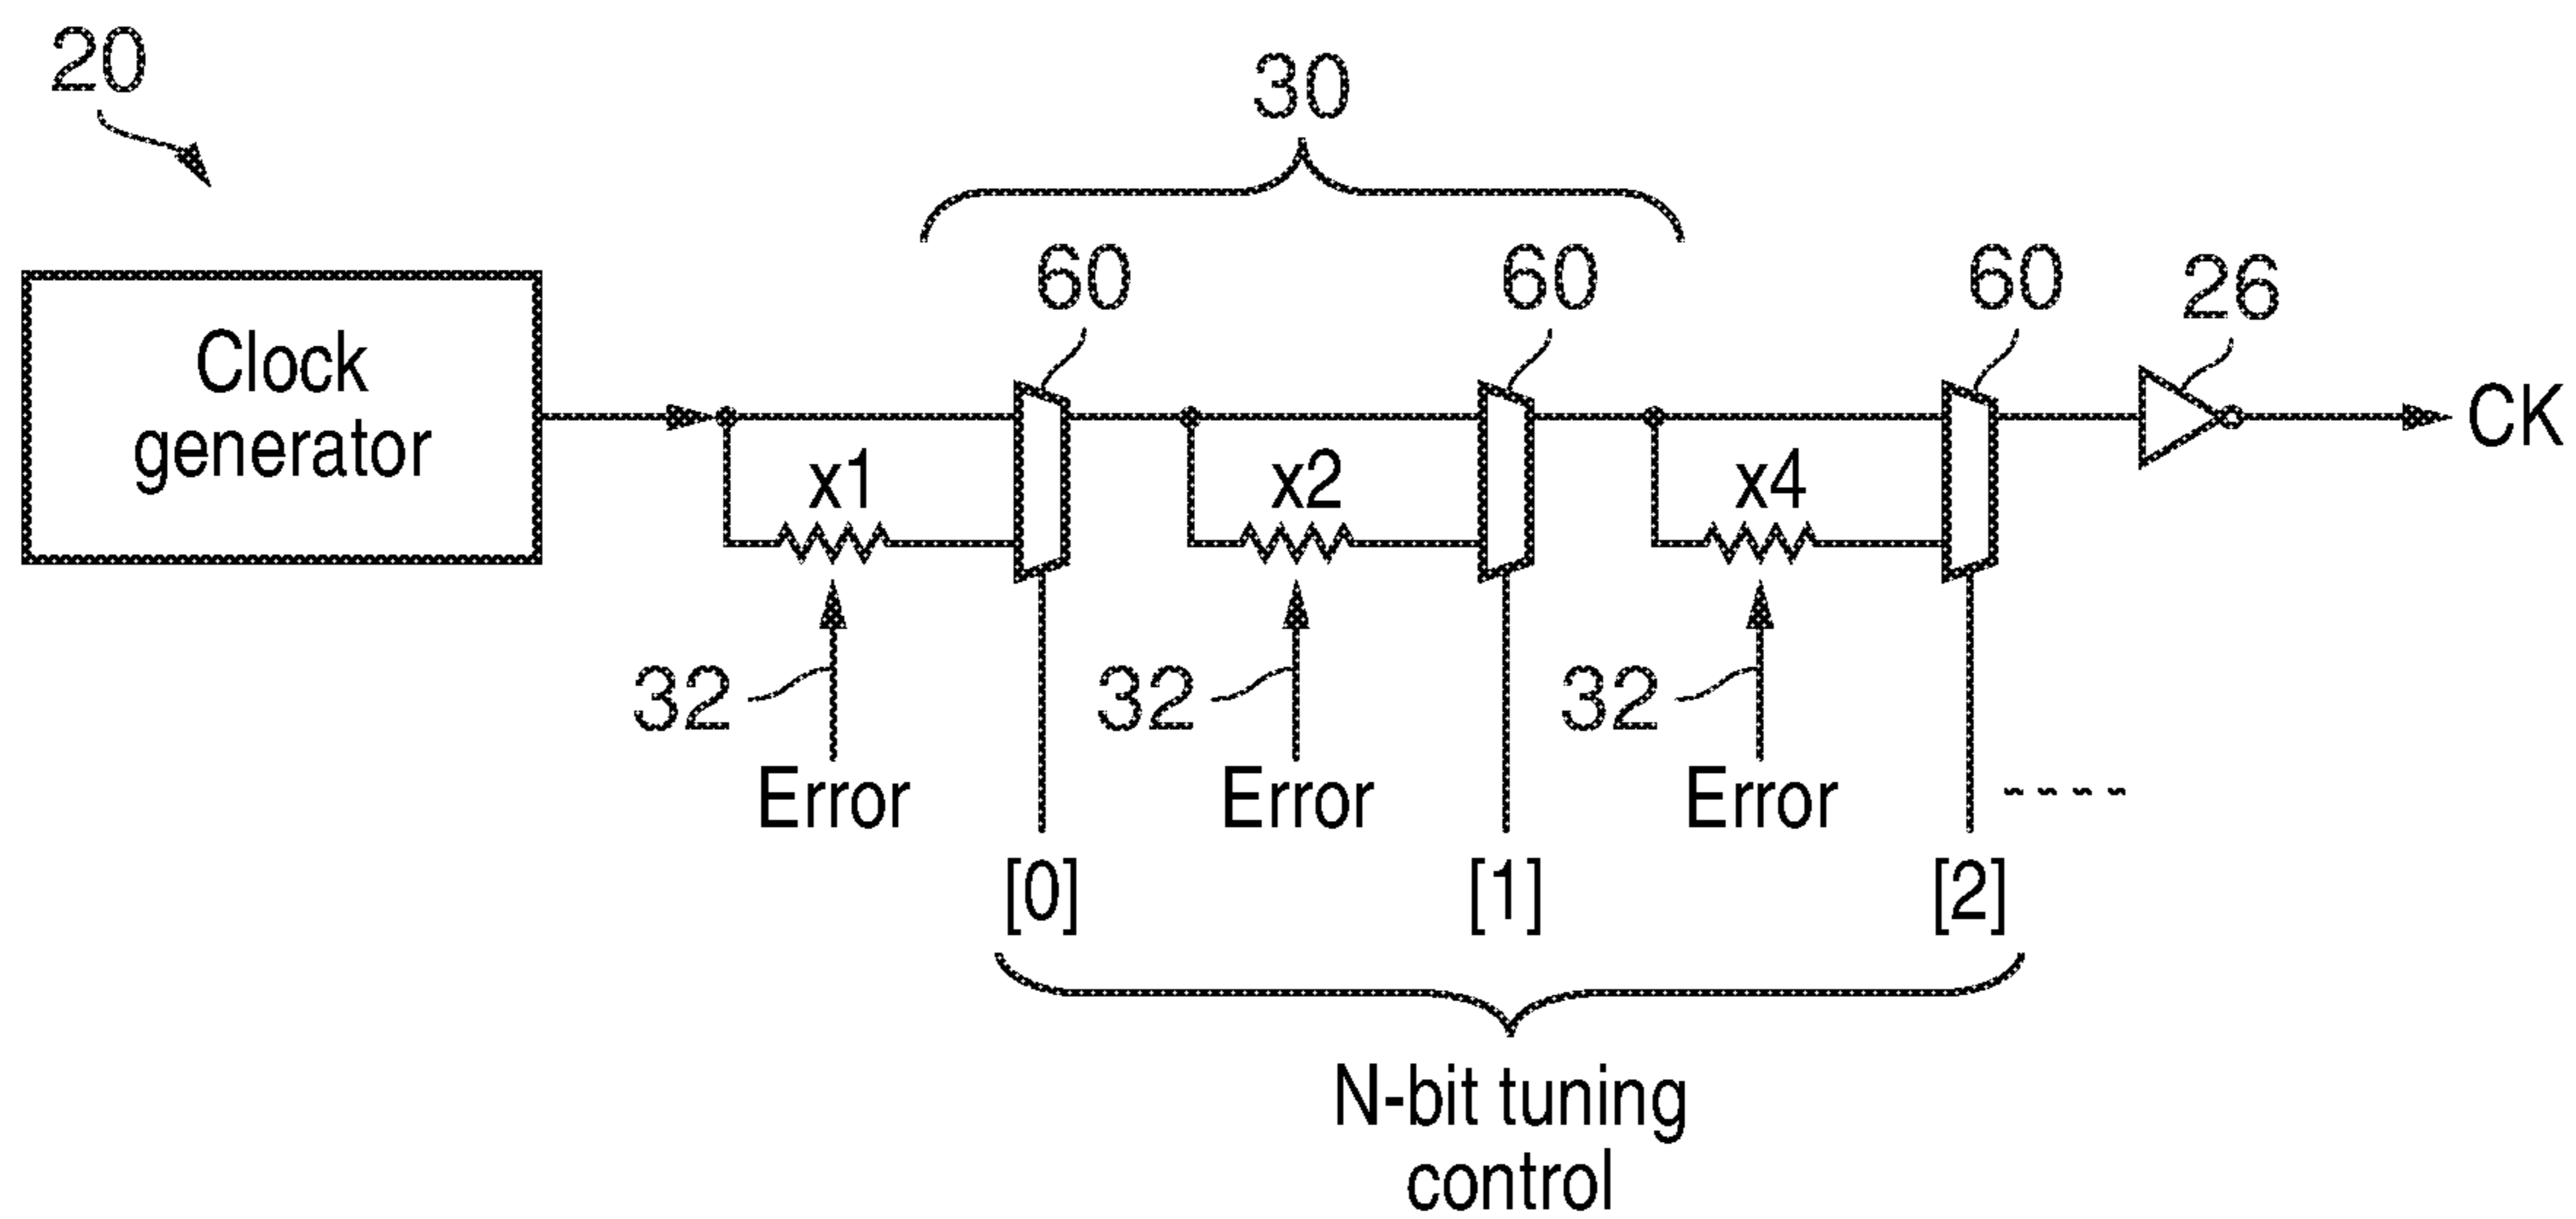 20
30
60
60
60
26
Clock
generator
x1
x2
x4
CK
32
32
32
Error
Error
Error
[0]
[1]
[2]
N-bit tuning
control